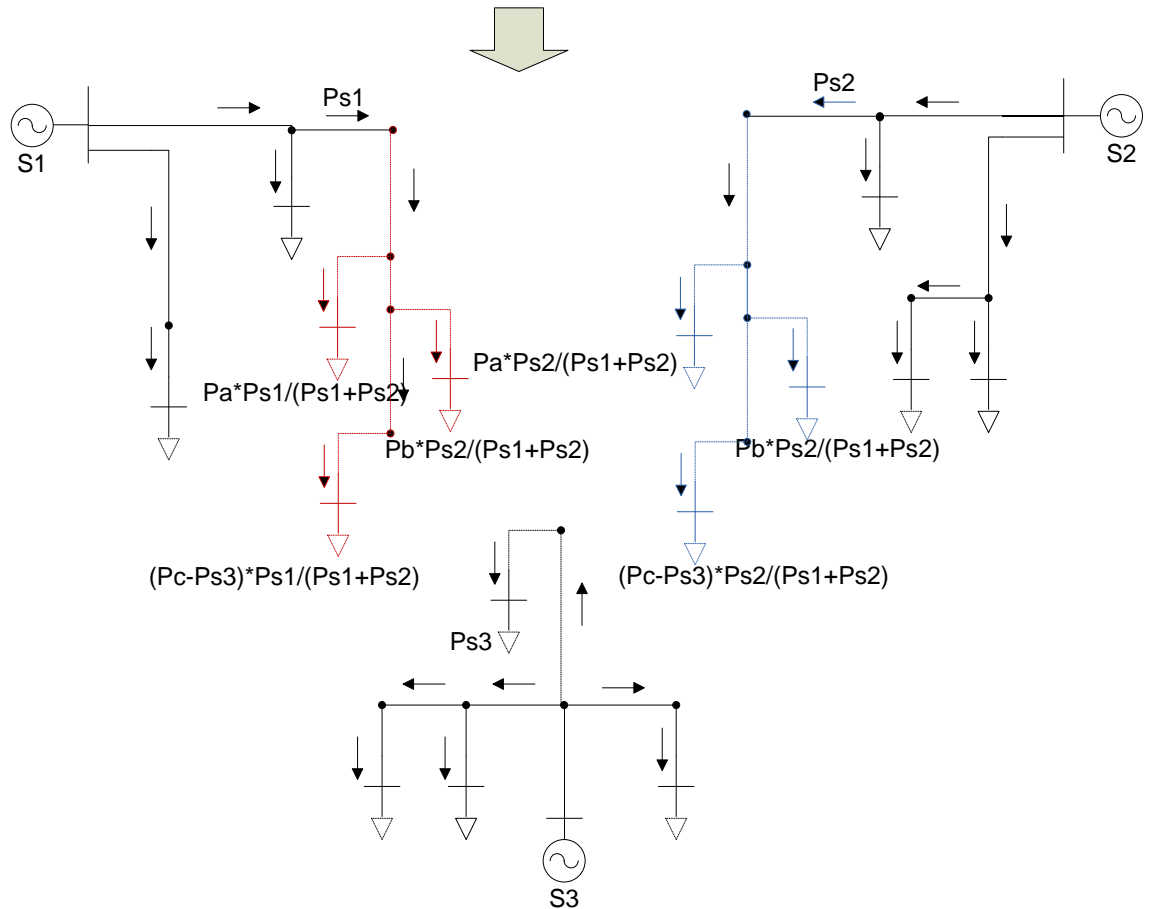 Ps1
Ps2
S1
S2
Pa*Ps1/(Ps1+Ps2)
Pa*Ps2/(Ps1+Ps2)
Pb*Ps2/(Ps1+Ps2)
Pb*Ps2/(Ps1+Ps2)
(Pc-Ps3)*Ps1/(Ps1+Ps2)
(Pc-Ps3)*Ps2/(Ps1+Ps2)
Ps3
S3